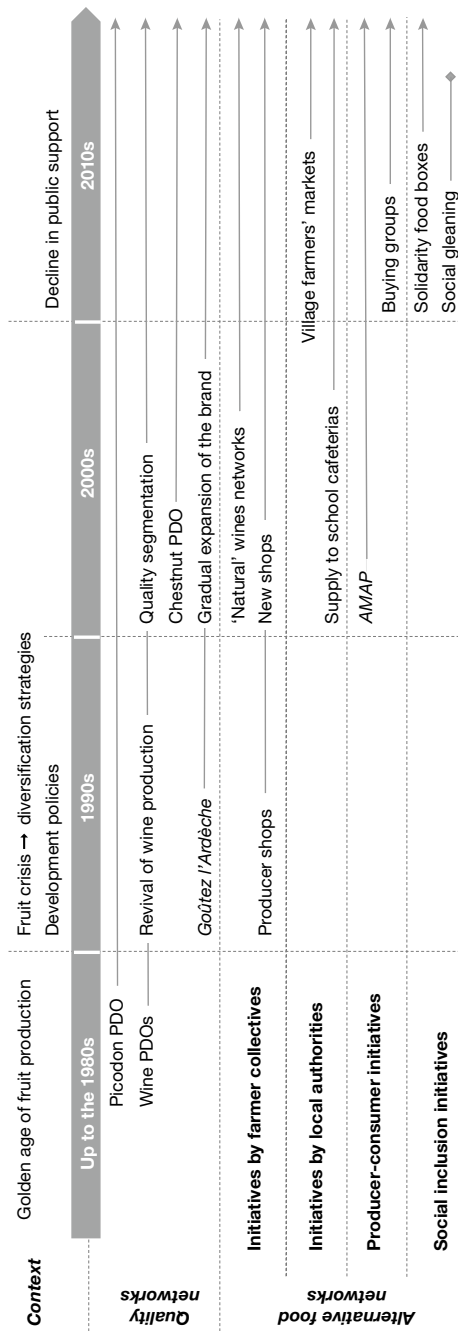 Context
Golden age of fruit production
Fruit crisis → diversification strategies
Development policies
Decline in public support
Up to the 1980s
1990s
2000s
2010s
Quality
networks
Picodon PDO
Wine PDOs
Revival of wine production
Quality segmentation
Chestnut PDO
Goûtez l'Ardèche
Gradual expansion of the brand
Alternative food
networks
Initiatives by farmer collectives
'Natural' wines networks
Producer shops
New shops
Initiatives by local authorities
Village farmers' markets
Supply to school cafeterias
Producer-consumer initiatives
AMAP
Buying groups
Social inclusion initiatives
Solidarity food boxes
Social gleaning